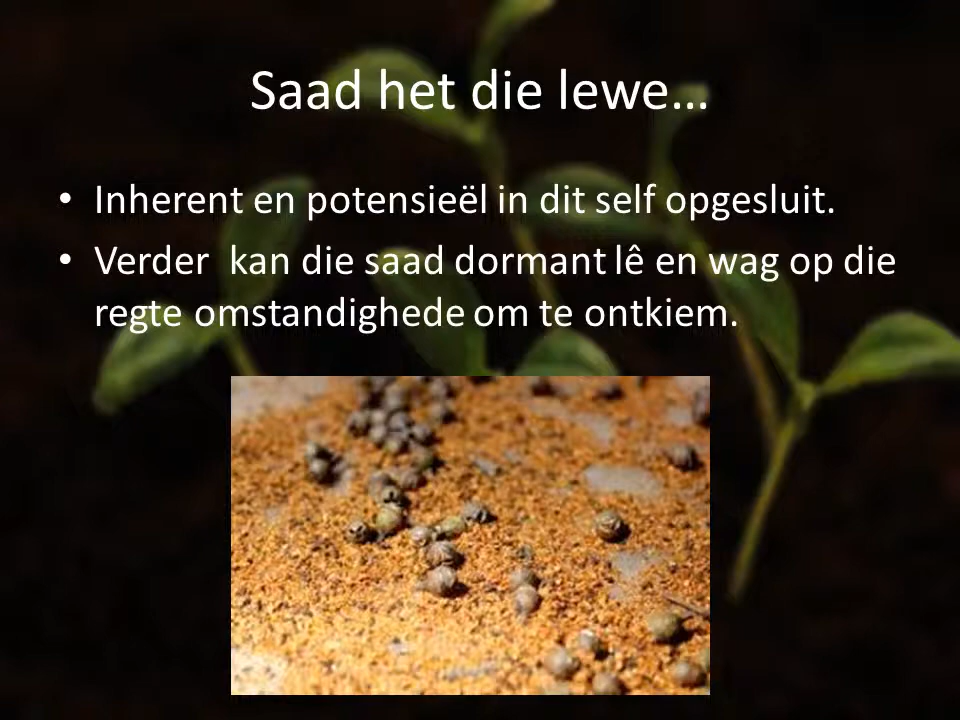 Saad het die lewe…
• Inherent en potensieël in dit self opgesluit.
• Verder  kan die saad dormant lê en wag op die
regte omstandighede om te ontkiem.